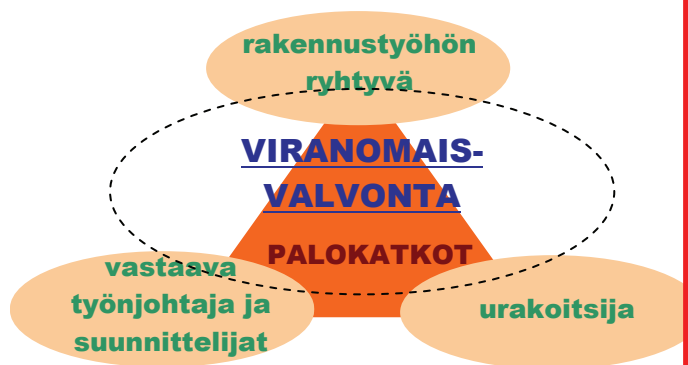 rakennustyöhön
ryhtyvä
VIRANOMAIS-
VALVONTA
PALOKATKOT
vastaava
työnjohtaja ja
suunnittelijat
urakoitsija